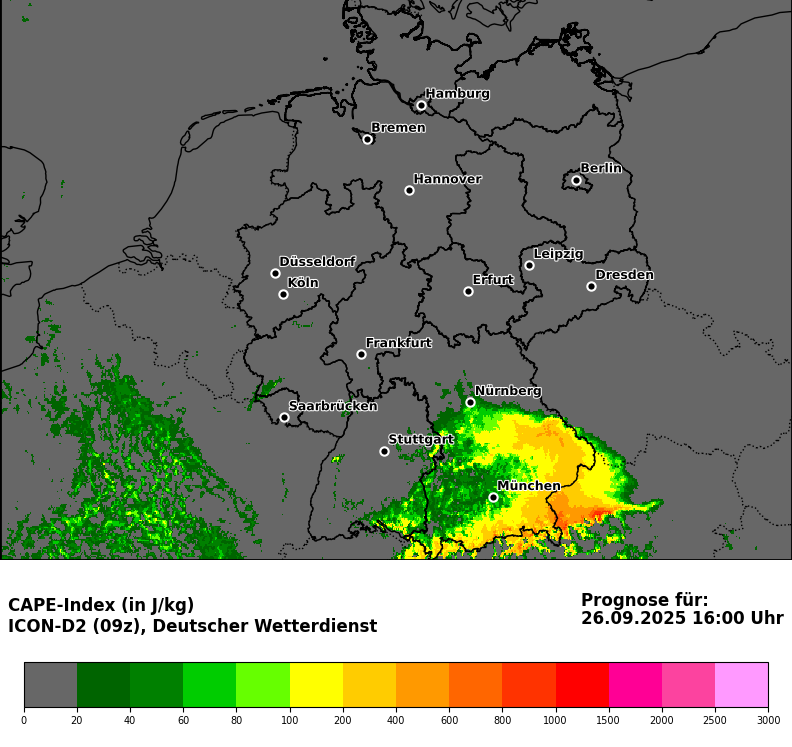 Hamburg
Bremen
Berlin
Hannover
Düsseldorf
Leipzig
Köln
Erfurt
Dresden
Frankfurt
Nürnberg
Saarbrücken
Stuttgart
München
CAPE-Index (in J/kg)
ICON-D2 (09z), Deutscher Wetterdienst
Prognose für:
26.09.2025 16:00 Uhr
0 20 40 60 80 100 200 400 600 800 1000 1500 2000 2500 3000